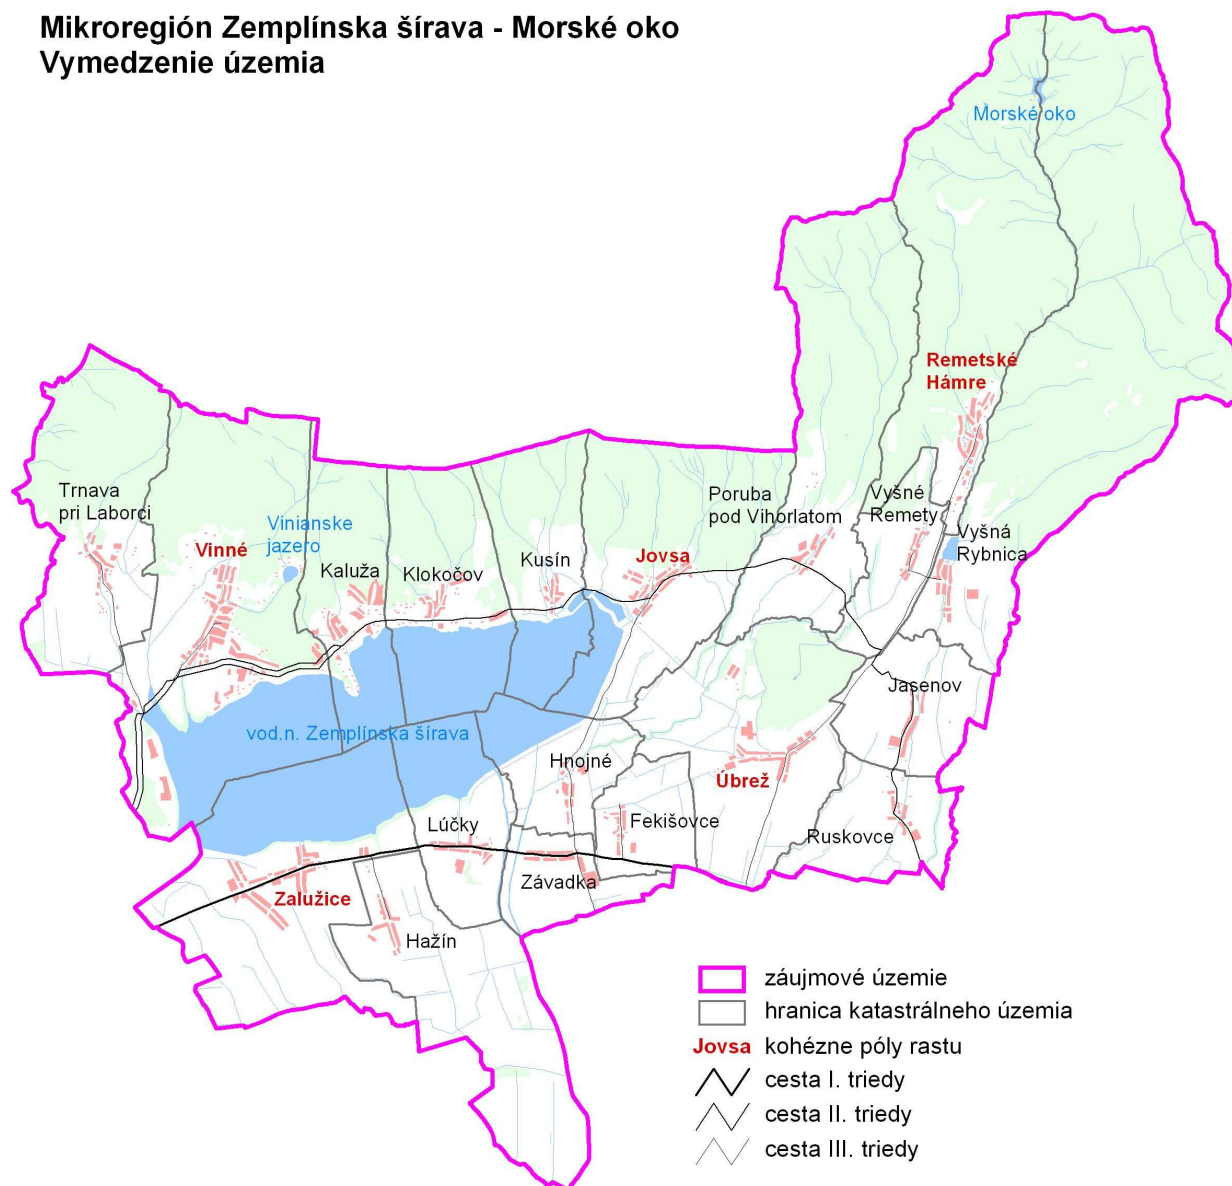 Mikroregión Zemplínska šírava - Morské oko
Vymedzenie územia
Morské oko
Remetské
Hámre
Trnava
pri Laborci
Vinianske
jazero
Vinné
Kaluža
Klokočov
Kusín
Jovsa
Poruba
pod Vihorlatom
Vyšné
Remety
Vyšná
Rybnica
Jasenov
vod.n. Zemplínska šírava
Hnojné
Úbrež
Fekišovce
Ruskovce
Lúčky
Závadka
Zalužice
Hažín
záujmové územie
hranica katastrálneho územia
Jovsa kohézne póly rastu
cesta I. triedy
cesta II. triedy
cesta III. triedy